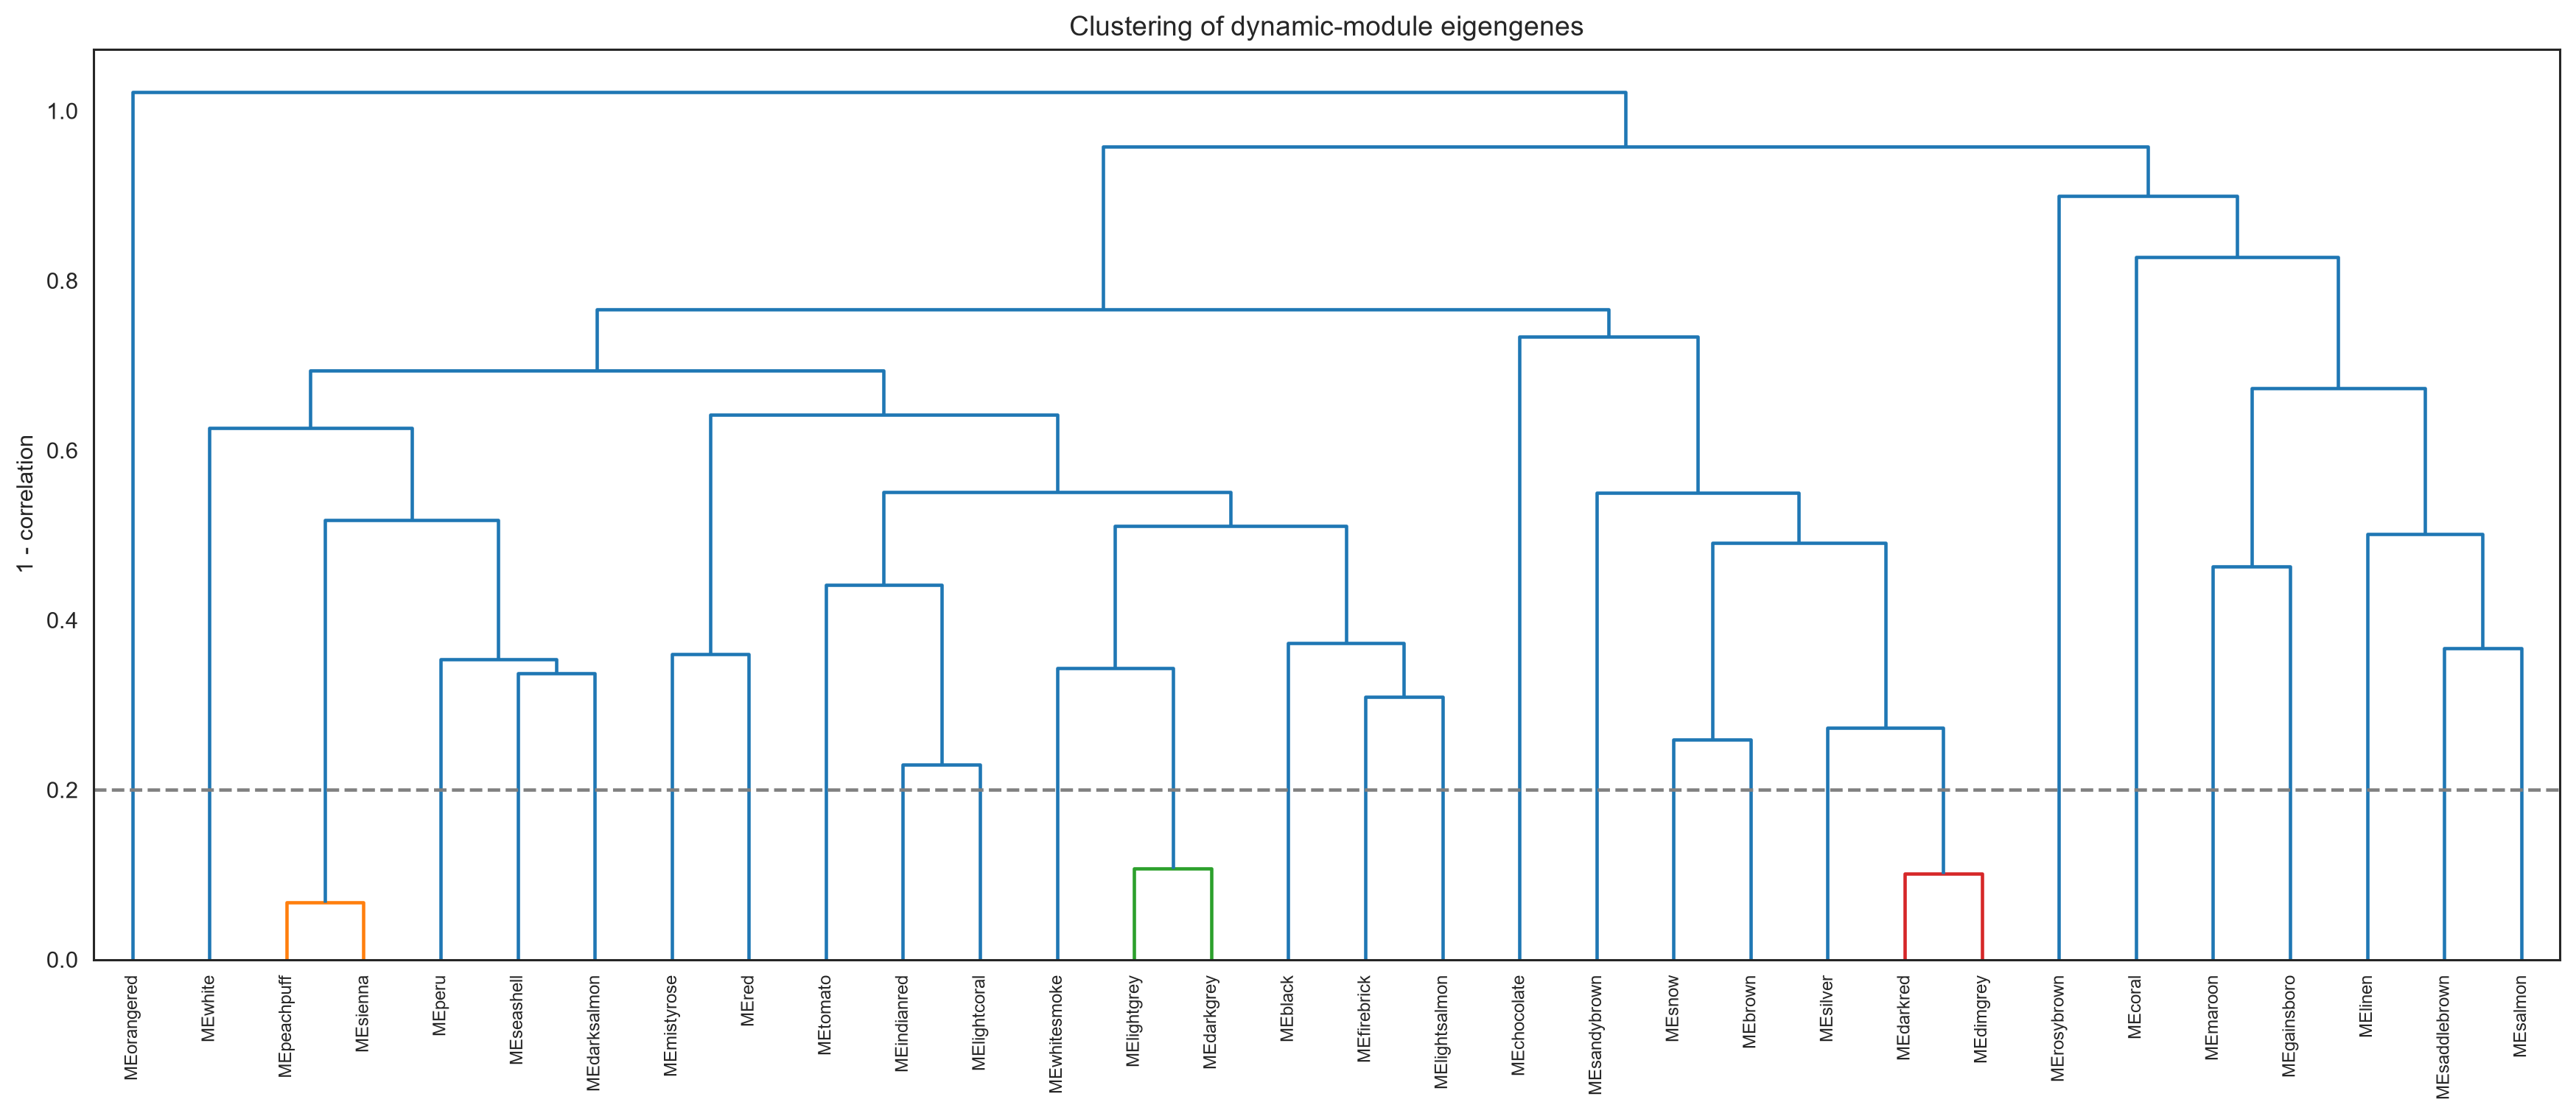 Clustering of dynamic-module eigengenes
1.0
0.8
0.6
0.4
0.2
0.0
1 - correlation
MEorangered
MEwhite
MEpeachpuff
MEsienna
MEperu
MEseashell
MEdarksalmon
MEmistyrose
MEred
MEtomato
MEindianred
MElightcoral
MEwhitesmoke
MElightgrey
MEdarkgrey
MEblack
MEfirebrick
MElightsalmon
MEchocolate
MEsandybrown
MEsnow
MEbrown
MEsilver
MEdarkred
MEdimgrey
MErosybrown
MEcoral
MEmaroon
MEgainsboro
MElinen
MEsaddlebrown
MEsalmon